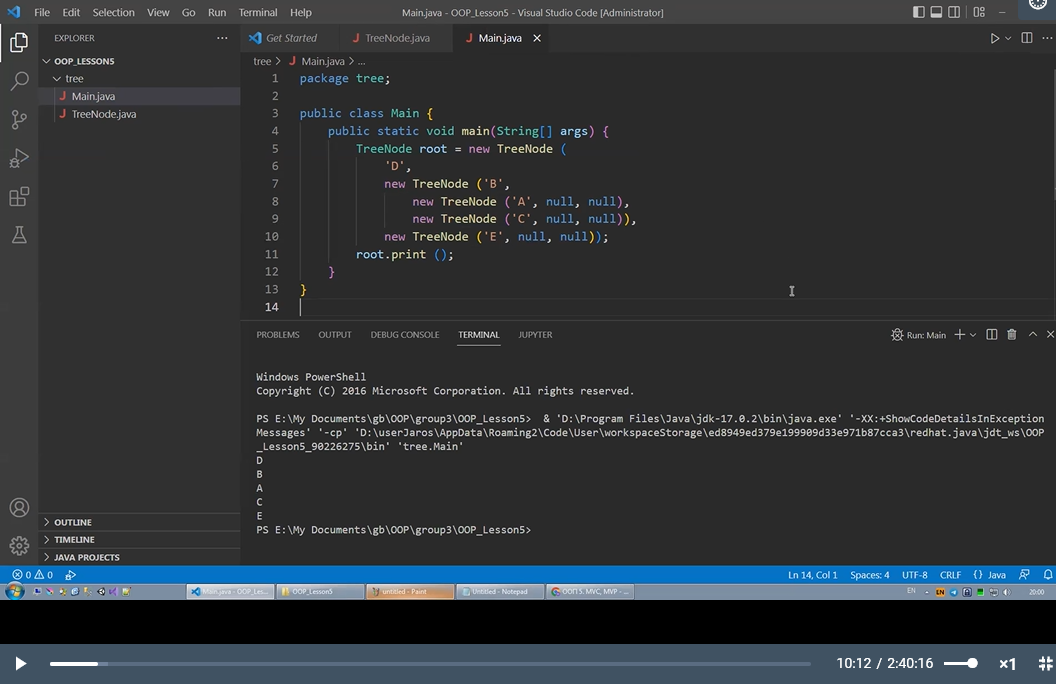 File Edit Selection View Go Run Terminal Help Main.java - OOP_Lesson5 - Visual Studio Code [Administrator]
EXPLORER ...
OOP_LESSON5
tree
J Main.java
J TreeNode.java
OUTLINE
TIMELINE
JAVA PROJECTS
Get Started J TreeNode.java J Main.java
tree > J Main.java > ...
1 package tree;
2
3 public class Main {
4 public static void main(String[] args) {
5 TreeNode root = new TreeNode (
6 'D',
7 new TreeNode ('B',
8 new TreeNode ('A', null, null),
9 new TreeNode ('C', null, null)),
10 new TreeNode ('E', null, null));
11 root.print ();
12 }
13 }
14
PROBLEMS OUTPUT DEBUG CONSOLE TERMINAL JUPYTER Run: Main
Windows PowerShell
Copyright (C) 2016 Microsoft Corporation. All rights reserved.
PS E:\My Documents\gb\OOP\group3\OOP_Lesson5>  & 'D:\Program Files\Java\jdk-17.0.2\bin\java.exe' '-XX:+ShowCodeDetailsInException
Messages' '-cp' 'D:\userJaros\AppData\Roaming2\Code\User\workspaceStorage\ed8949ed379e199909d33e971b87cca3\redhat.java\jdt_ws\OOP
_Lesson5_90226275\bin' 'tree.Main'
D
B
A
C
E
PS E:\My Documents\gb\OOP\group3\OOP_Lesson5>
0 0 Ln 14, Col 1 Spaces: 4 UTF-8 CRLF {} Java
Main.java - OOP_Les... OOP_Lesson5 untitled - Paint Untitled - Notepad ООП 5. MVC, MVP - ... EN EN 20:00
10:12 / 2:40:16 ×1